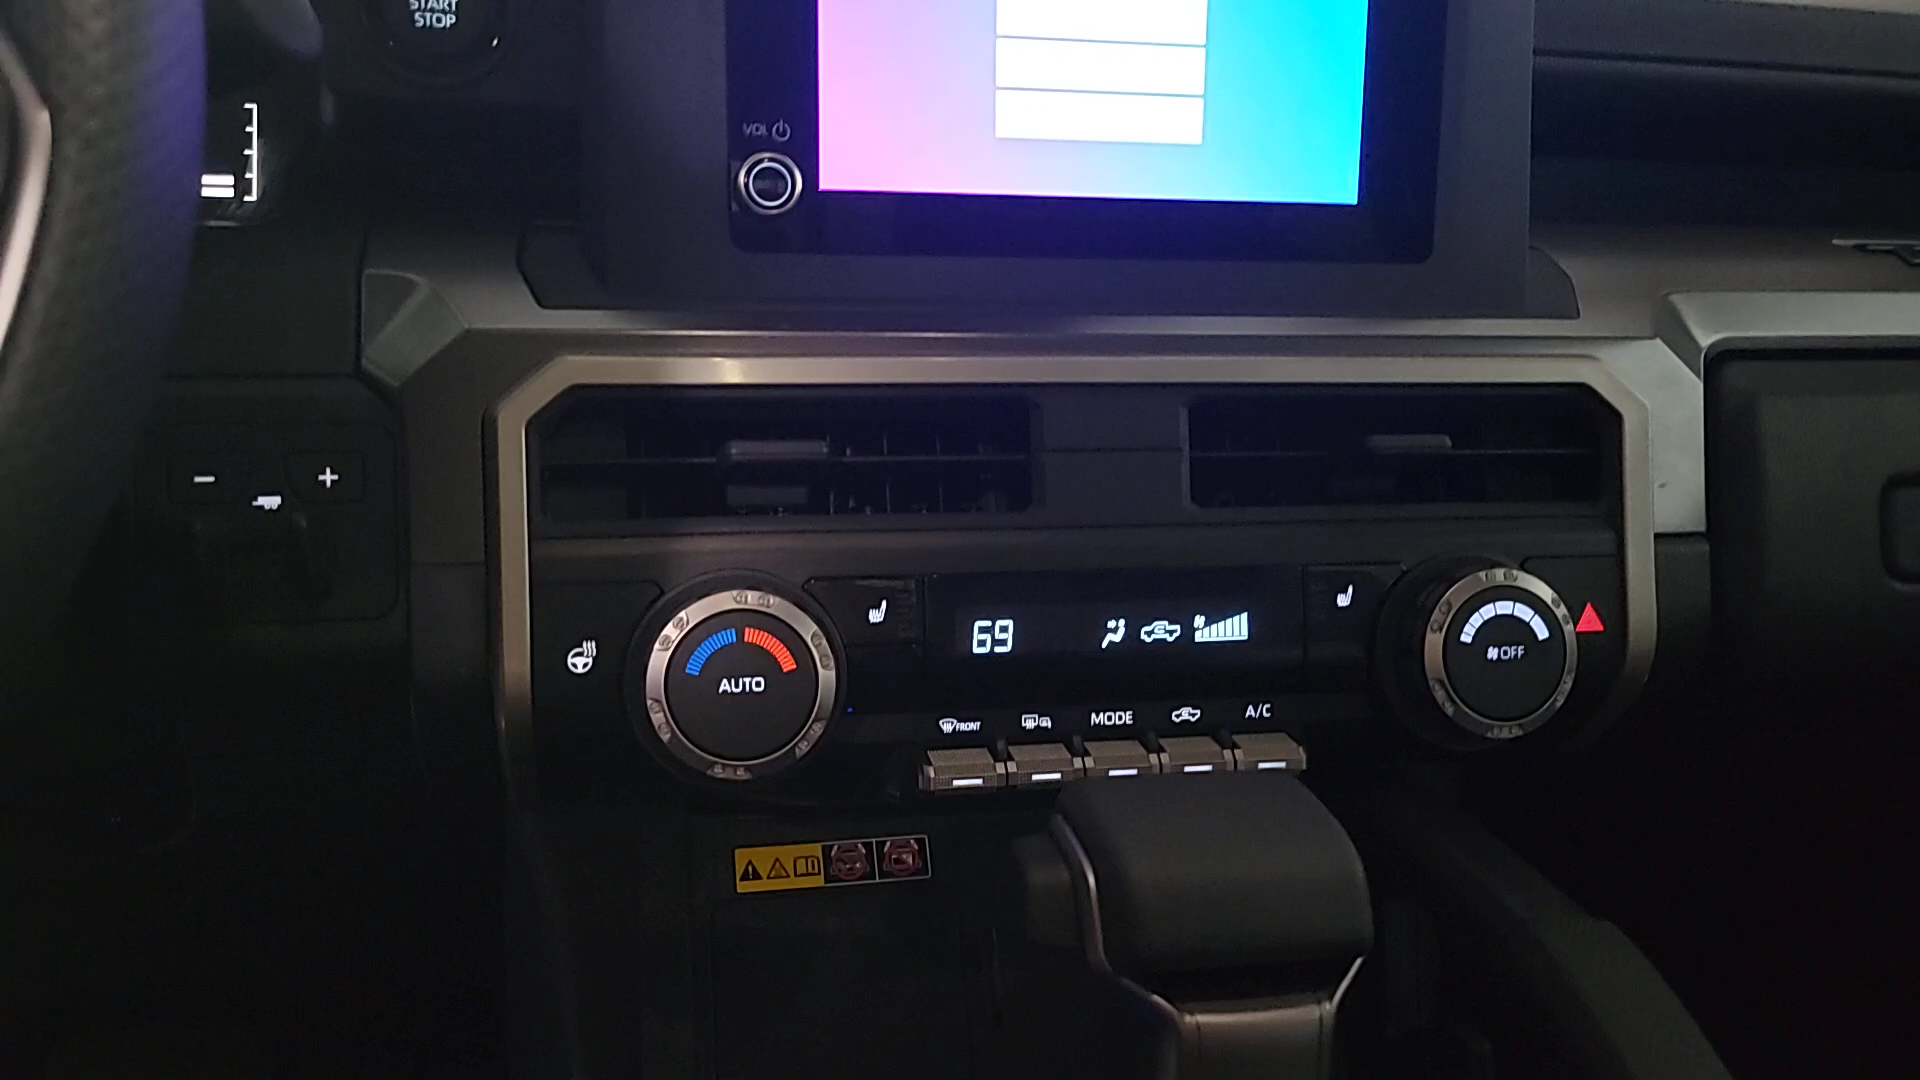 START
STOP
VOL
69
AUTO
OFF
FRONT
MODE
A/C